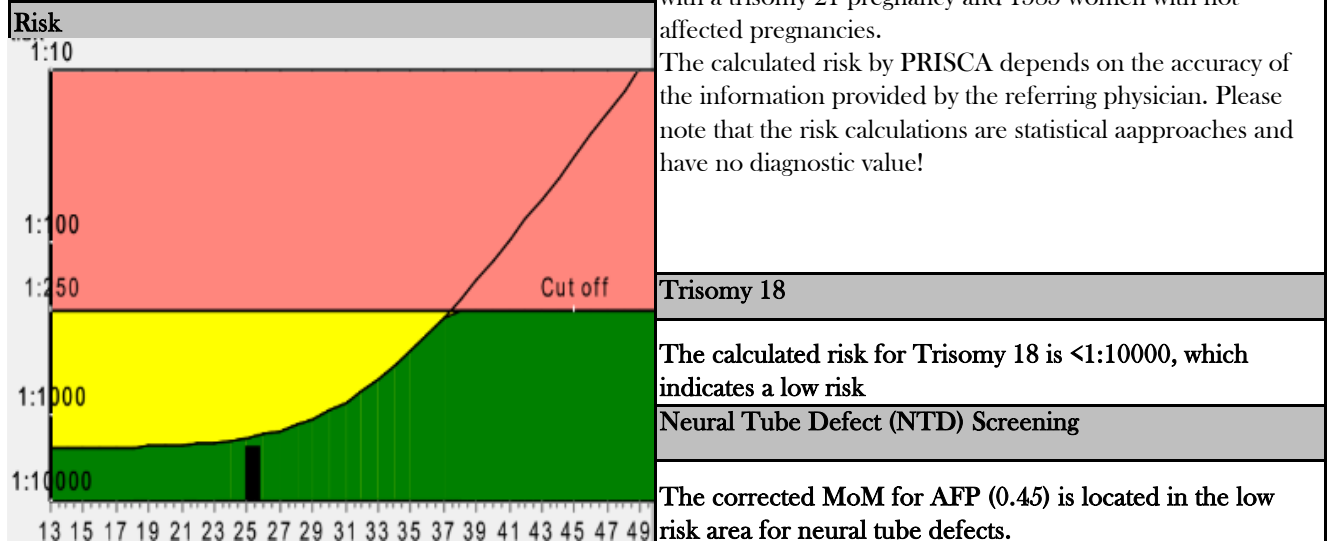 Risk
1:10
1:100
1:250
Cut off
1:1000
1:10000
13 15 17 19 21 23 25 27 29 31 33 35 37 39 41 43 45 47 49
affected pregnancies.
The calculated risk by PRISCA depends on the accuracy of
the information provided by the referring physician. Please
note that the risk calculations are statistical aapproaches and
have no diagnostic value!
Trisomy 18
The calculated risk for Trisomy 18 is <1:10000, which
indicates a low risk
Neural Tube Defect (NTD) Screening
The corrected MoM for AFP (0.45) is located in the low
risk area for neural tube defects.